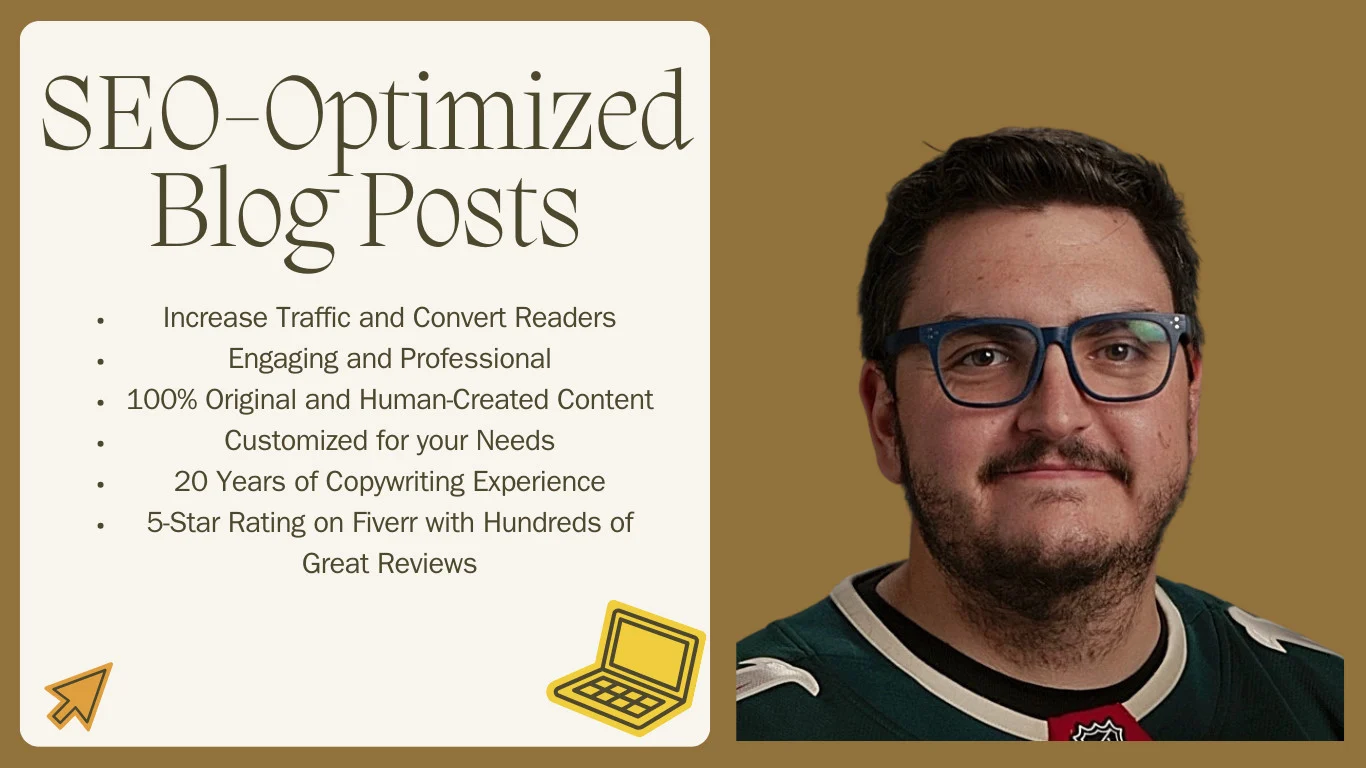 SEO-Optimized
Blog Posts
• Increase Traffic and Convert Readers
• Engaging and Professional
• 100% Original and Human-Created Content
• Customized for your Needs
• 20 Years of Copywriting Experience
• 5-Star Rating on Fiverr with Hundreds of
Great Reviews